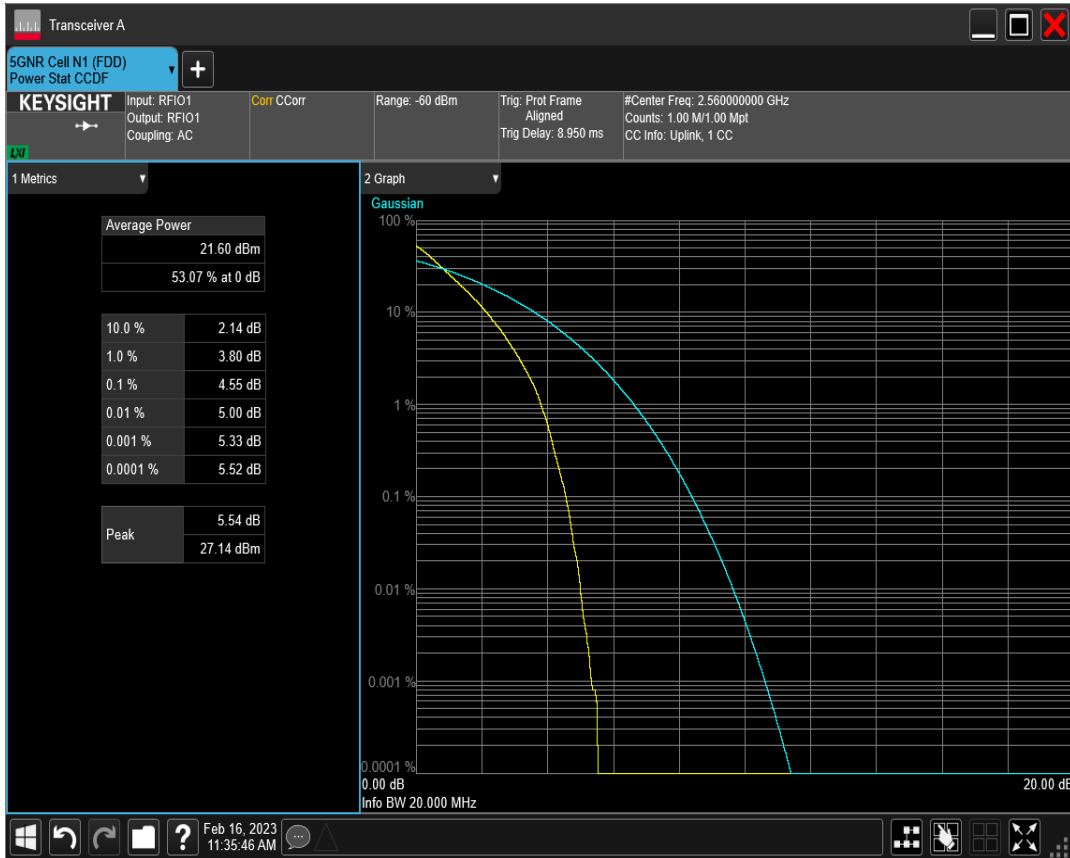 Transceiver A
5GNR Cell N1 (FDD)
Power Stat CCDF
+
KEYSIGHT
LXI
Input: RFIO1
Output: RFIO1
Coupling: AC
Corr CCorr
Range: -60 dBm
Trig: Prot Frame
Aligned
Trig Delay: 8.950 ms
#Center Freq: 2.560000000 GHz
Counts: 1.00 M/1.00 Mpt
CC Info: Uplink, 1 CC
1 Metrics
Average Power
21.60 dBm
53.07 % at 0 dB
10.0 % 2.14 dB
1.0 % 3.80 dB
0.1 % 4.55 dB
0.01 % 5.00 dB
0.001 % 5.33 dB
0.0001 % 5.52 dB
Peak
5.54 dB
27.14 dBm
2 Graph
Gaussian
100 %
10 %
1 %
0.1 %
0.01 %
0.001 %
0.0001 %
0.00 dB
20.00 dB
Info BW 20.000 MHz
?
Feb 16, 2023
11:35:46 AM